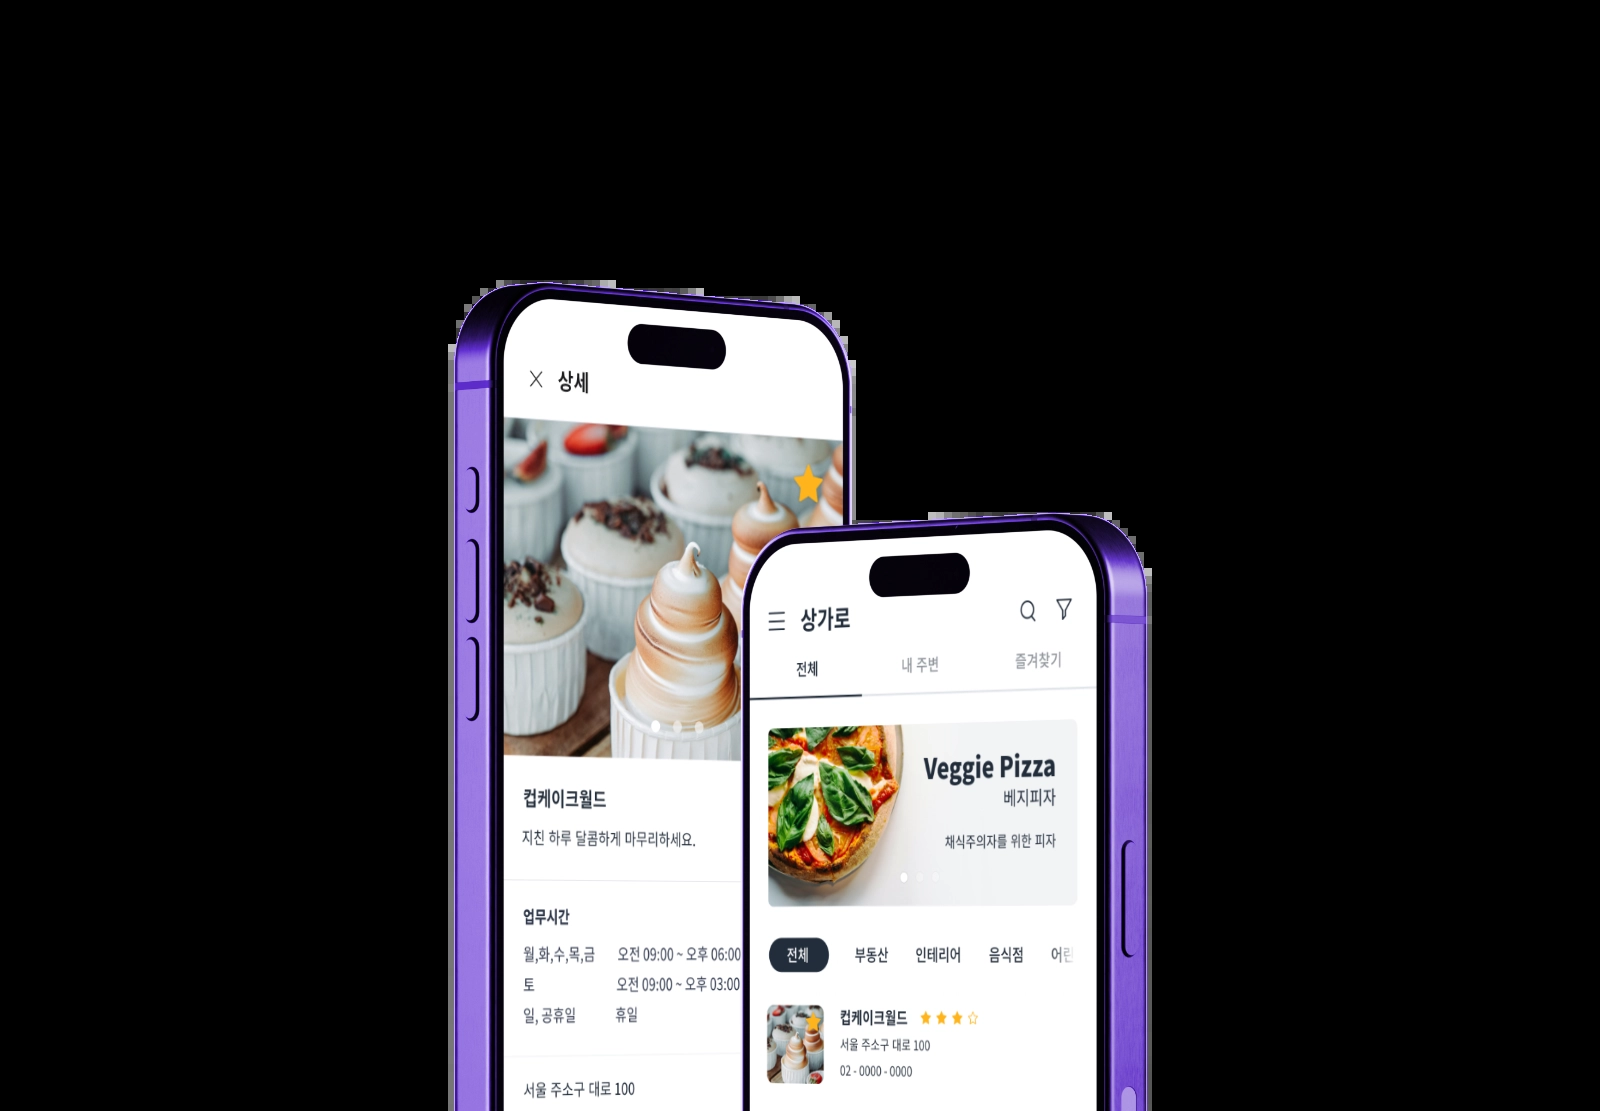 상세
컵케이크월드
지친 하루 달콤하게 마무리하세요.
업무시간
월,화,수,목,금 오전 09:00 ~ 오후 06:00
토 오전 09:00 ~ 오후 03:00
일, 공휴일 휴일
서울 주소구 대로 100
상가로
전체 내 주변 즐겨찾기
Veggie Pizza
베지피자
채식주의자를 위한 피자
전체 부동산 인테리어 음식점 어린
컵케이크월드
서울 주소구 대로 100
02 - 0000 - 0000